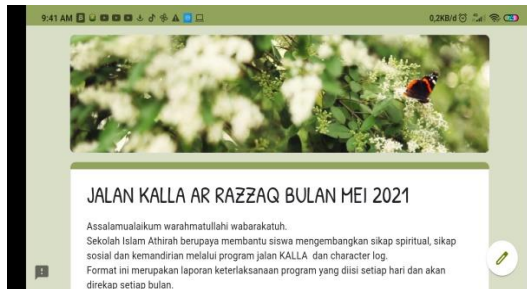 9:41 AM
0,2KB/d
JALAN KALLA AR RAZZAQ BULAN MEI 2021
Assalamualaikum warahmatullahi wabarakatuh.
Sekolah Islam Athirah berupaya membantu siswa mengembangkan sikap spiritual, sikap
sosial dan kemandirian melalui program jalan KALLA dan character log.
Format ini merupakan laporan keterlaksanaan program yang diisi setiap hari dan akan
direkap setiap bulan.